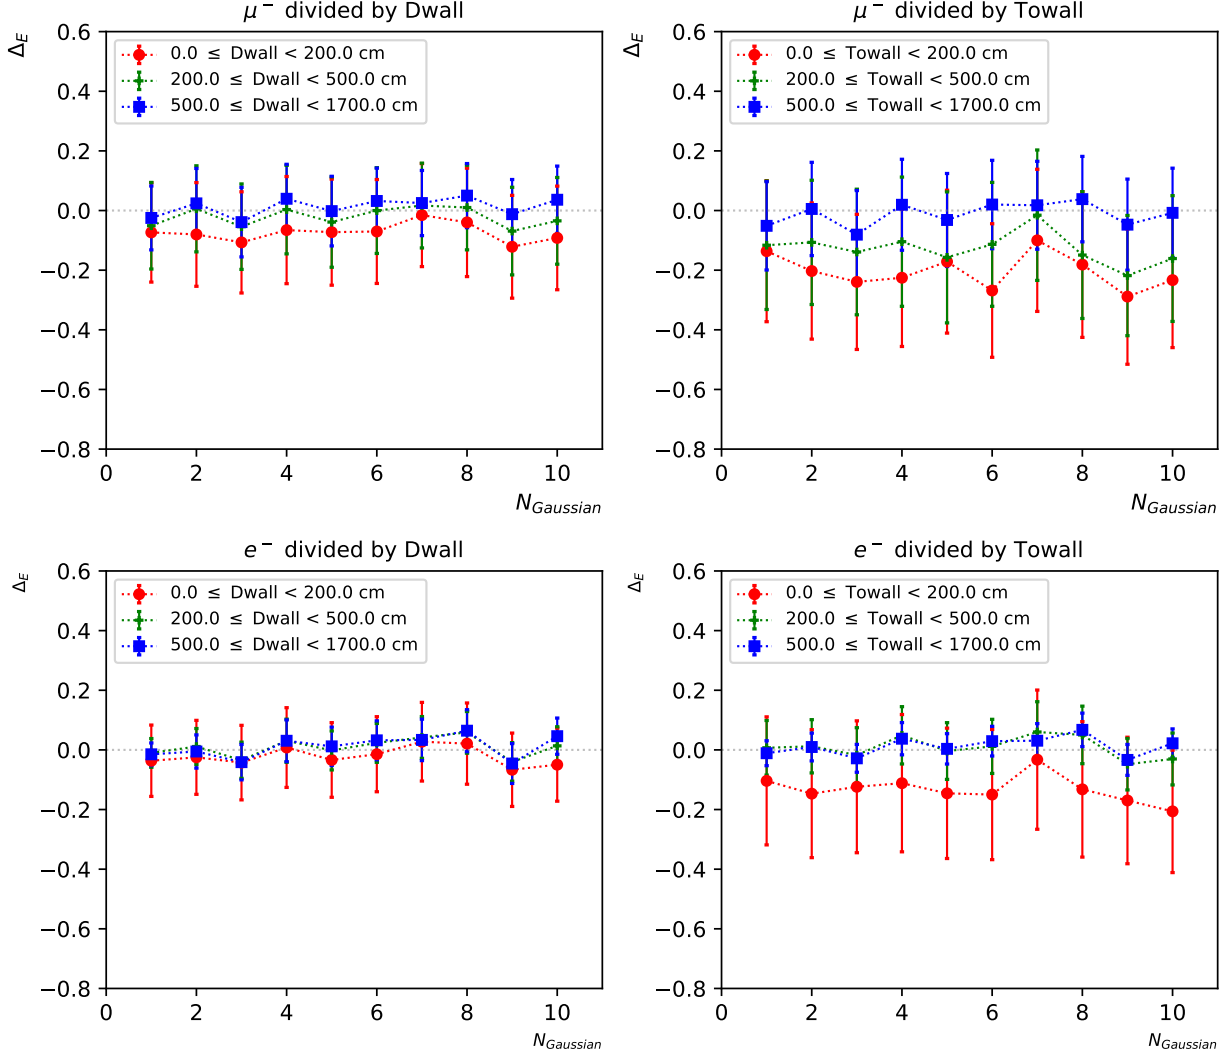 μ⁻ divided by Dwall
Δ_E
0.0 ≤ Dwall < 200.0 cm
200.0 ≤ Dwall < 500.0 cm
500.0 ≤ Dwall < 1700.0 cm
0.6
0.4
0.2
0.0
−0.2
−0.4
−0.6
−0.8
0 2 4 6 8 10
N_Gaussian
μ⁻ divided by Towall
Δ_E
0.0 ≤ Towall < 200.0 cm
200.0 ≤ Towall < 500.0 cm
500.0 ≤ Towall < 1700.0 cm
0.6
0.4
0.2
0.0
−0.2
−0.4
−0.6
−0.8
0 2 4 6 8 10
N_Gaussian
e⁻ divided by Dwall
Δ_E
0.0 ≤ Dwall < 200.0 cm
200.0 ≤ Dwall < 500.0 cm
500.0 ≤ Dwall < 1700.0 cm
0.6
0.4
0.2
0.0
−0.2
−0.4
−0.6
−0.8
0 2 4 6 8 10
N_Gaussian
e⁻ divided by Towall
Δ_E
0.0 ≤ Towall < 200.0 cm
200.0 ≤ Towall < 500.0 cm
500.0 ≤ Towall < 1700.0 cm
0.6
0.4
0.2
0.0
−0.2
−0.4
−0.6
−0.8
0 2 4 6 8 10
N_Gaussian